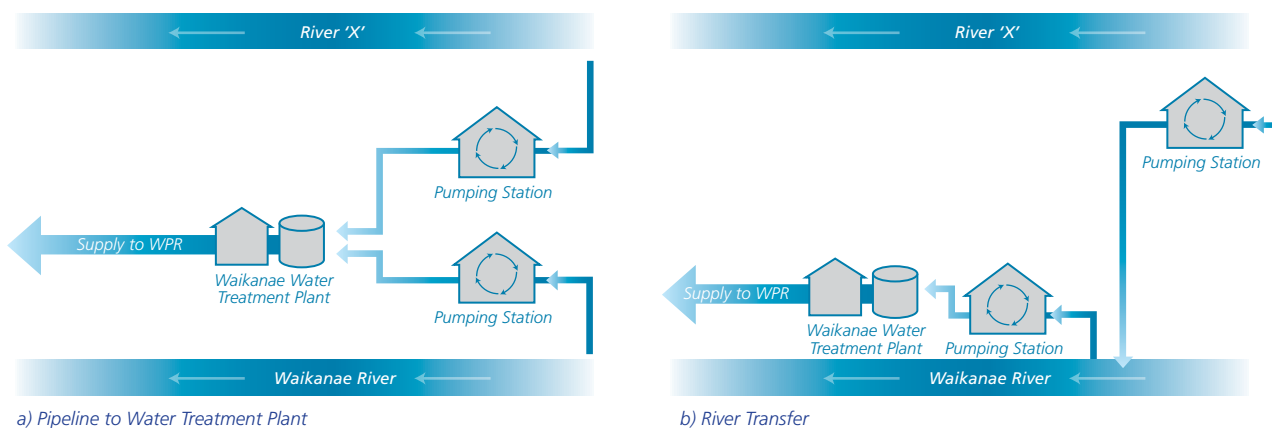 River ‘X’
Pumping Station
Supply to WPR
Waikanae Water
Treatment Plant
Pumping Station
Waikanae River
a) Pipeline to Water Treatment Plant
River ‘X’
Pumping Station
Supply to WPR
Waikanae Water
Treatment Plant
Pumping Station
Waikanae River
b) River Transfer